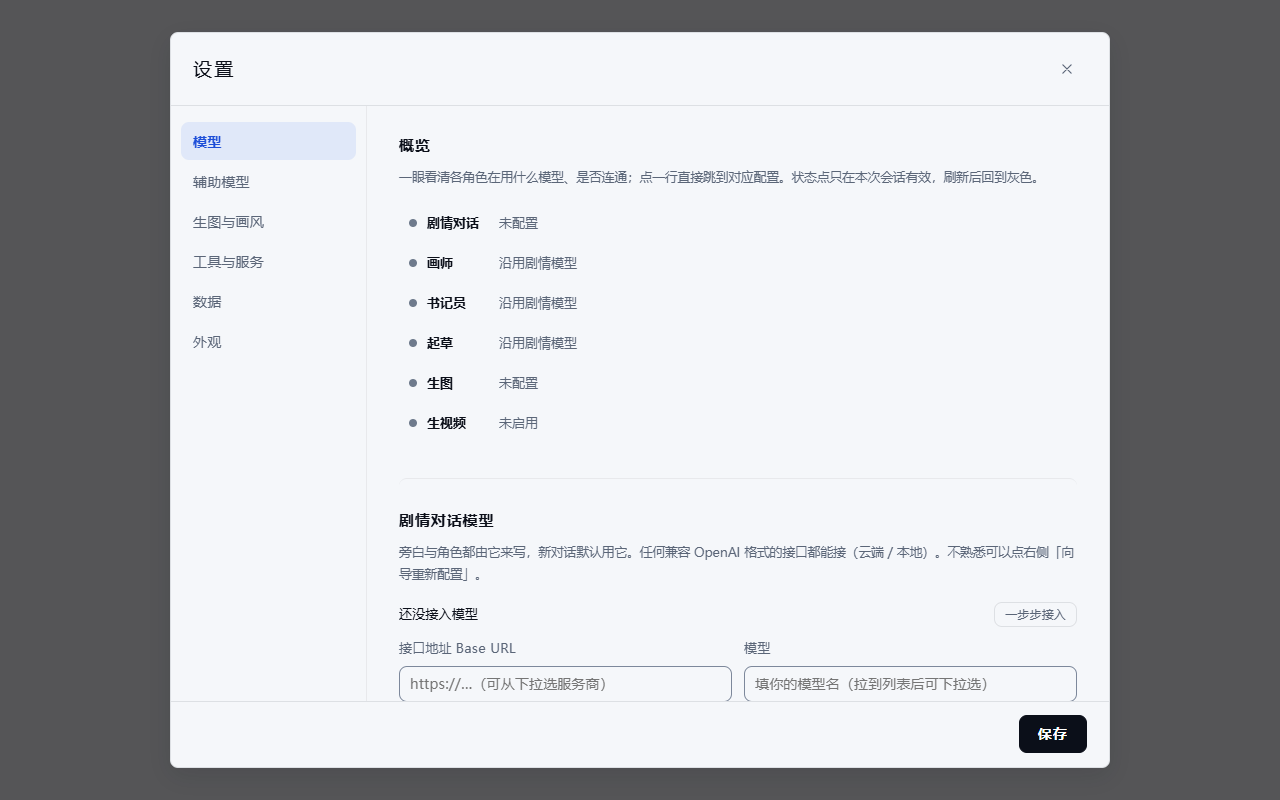 设置
模型
辅助模型
生图与画风
工具与服务
数据
外观
概览
一眼看清各角色在用什么模型、是否连通；点一行直接跳到对应配置。状态点只在本次会话有效，刷新后回到灰色。
剧情对话 未配置
画师 沿用剧情模型
书记员 沿用剧情模型
起草 沿用剧情模型
生图 未配置
生视频 未启用
剧情对话模型
旁白与角色都由它来写，新对话默认用它。任何兼容 OpenAI 格式的接口都能接（云端 / 本地）。不熟悉可以点右侧「向
导重新配置」。
还没接入模型 一步步接入
接口地址 Base URL 模型
https://...（可从下拉选服务商） 填你的模型名（拉到列表后可下拉选）
保存